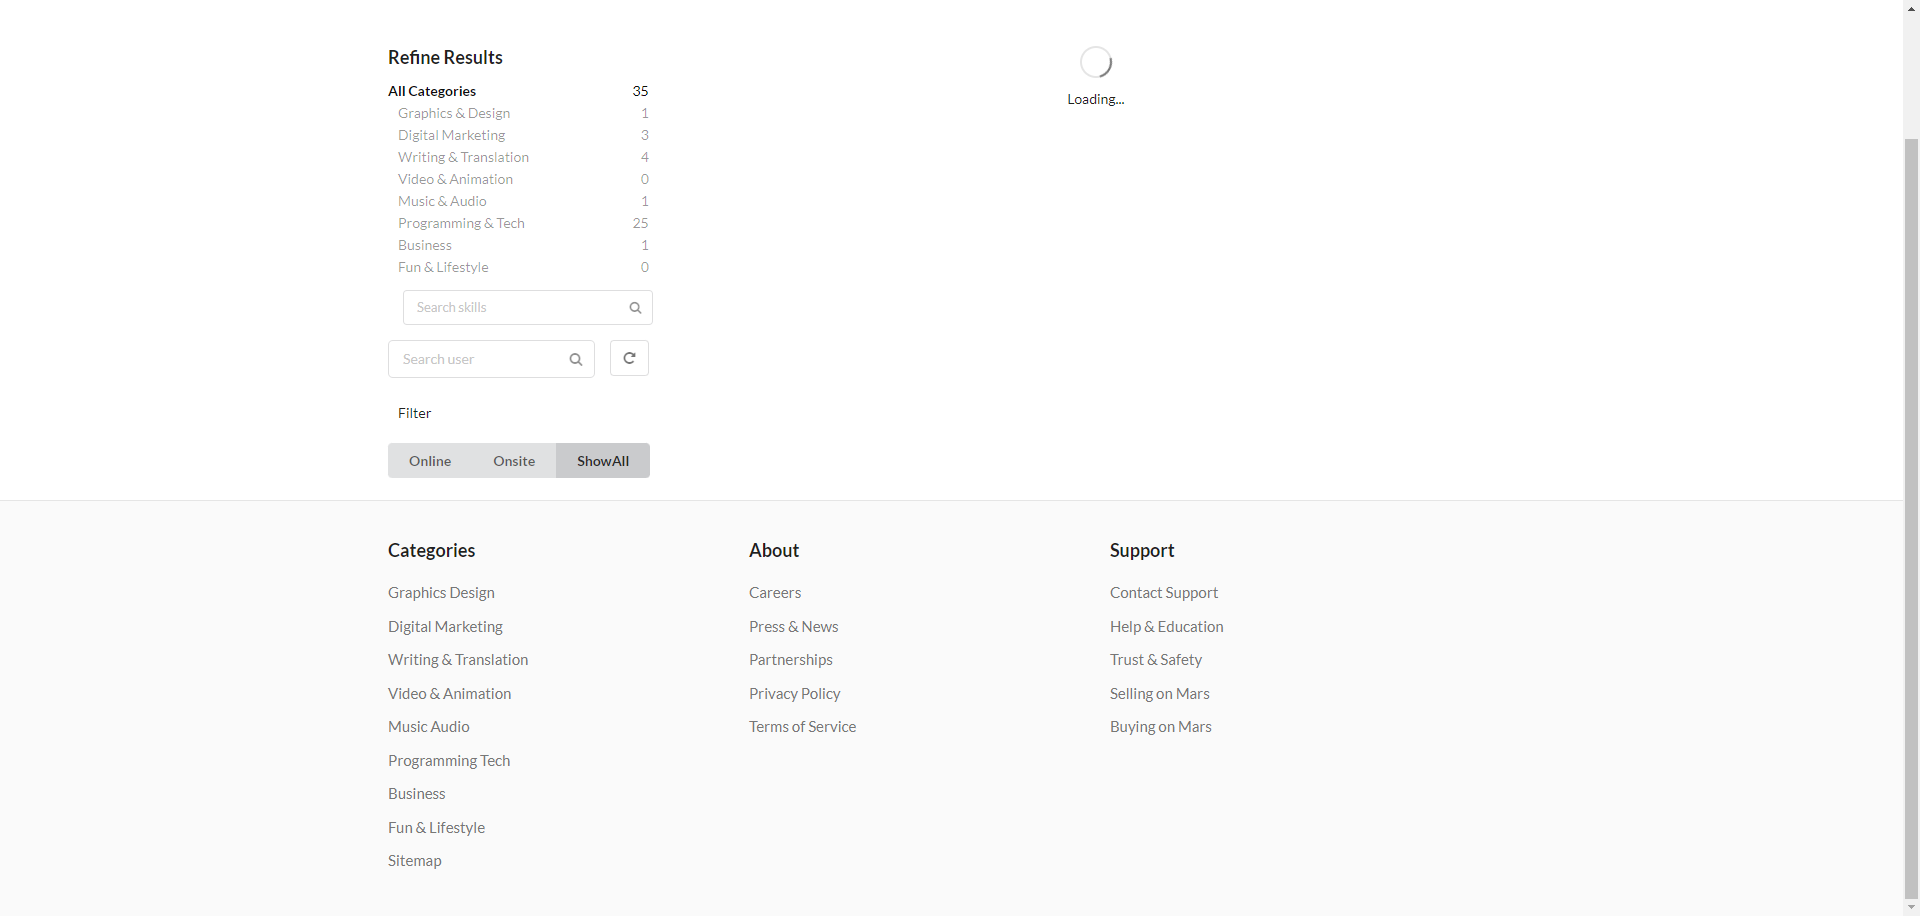 Refine Results
All Categories 35
Graphics & Design 1
Digital Marketing 3
Writing & Translation 4
Video & Animation 0
Music & Audio 1
Programming & Tech 25
Business 1
Fun & Lifestyle 0
Search skills
Search user
Filter
Online Onsite ShowAll
Loading...
Categories
Graphics Design
Digital Marketing
Writing & Translation
Video & Animation
Music Audio
Programming Tech
Business
Fun & Lifestyle
Sitemap
About
Careers
Press & News
Partnerships
Privacy Policy
Terms of Service
Support
Contact Support
Help & Education
Trust & Safety
Selling on Mars
Buying on Mars